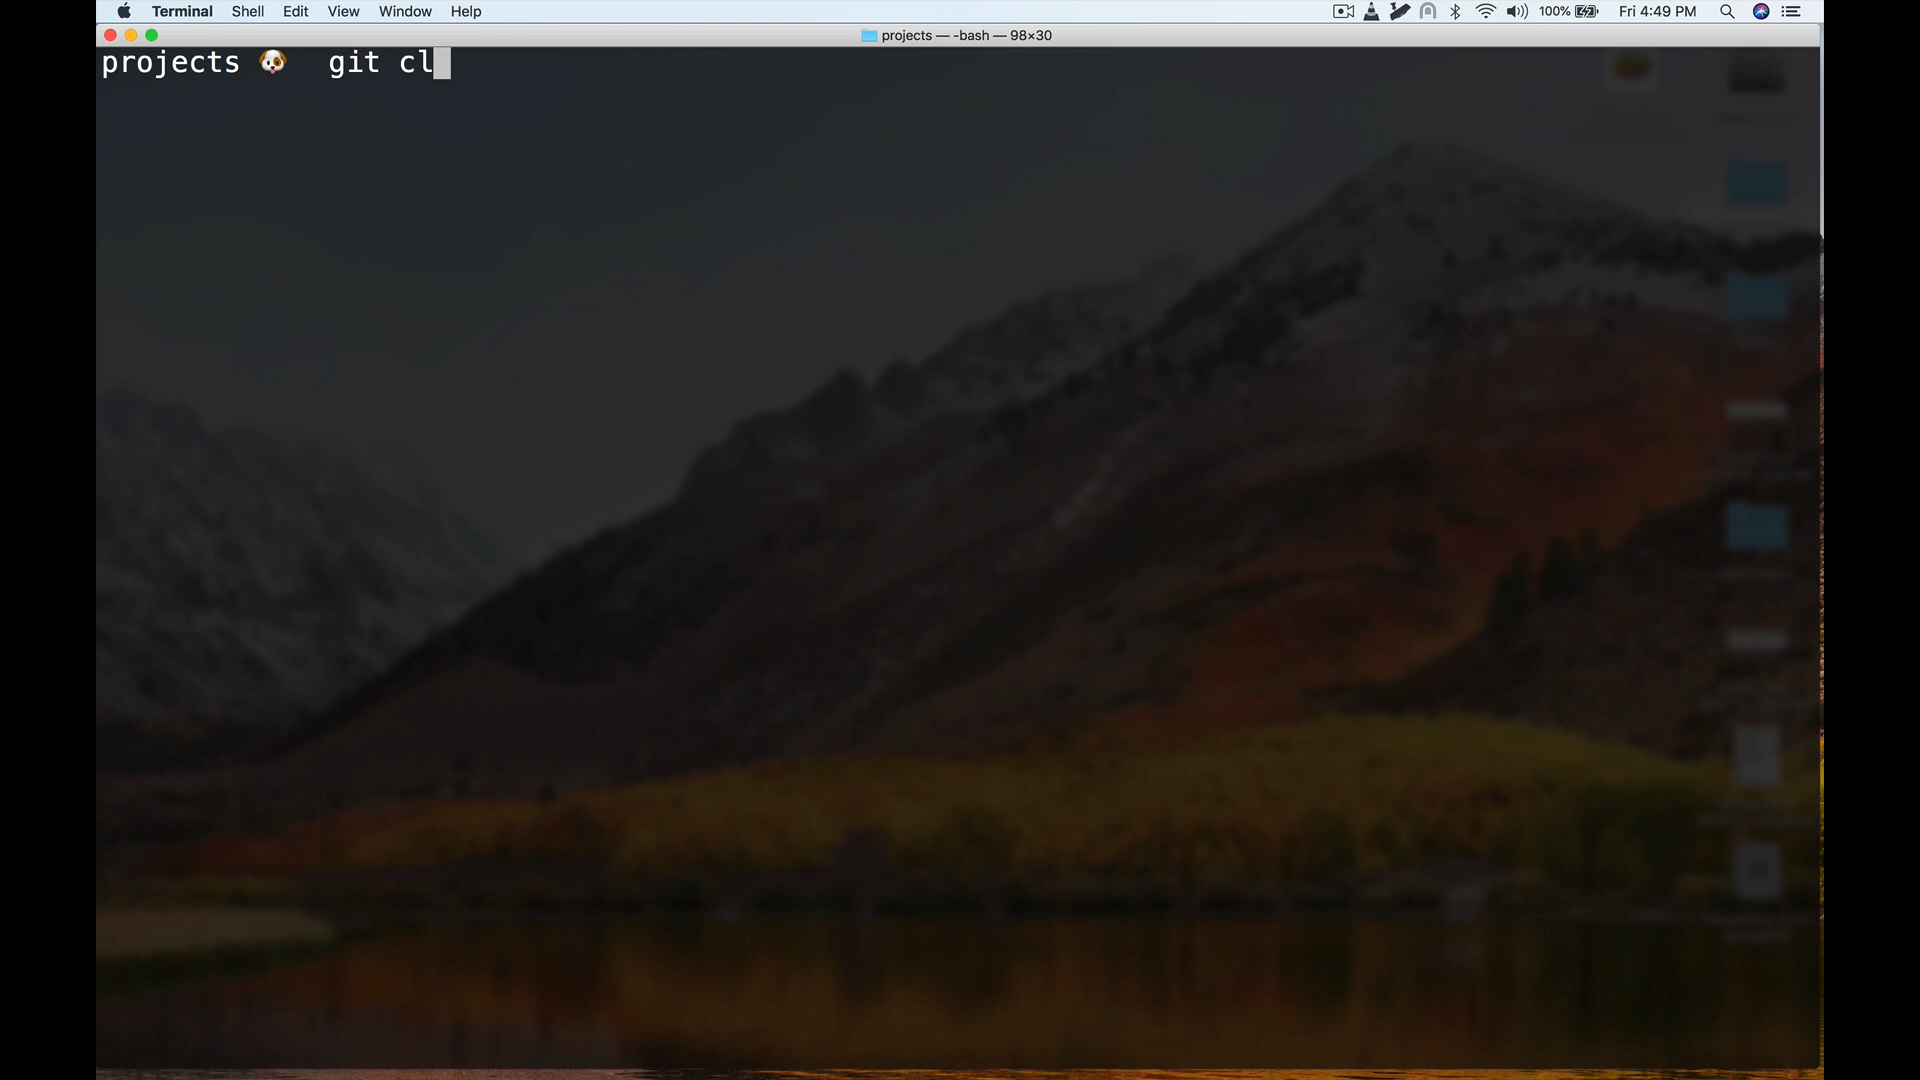 Terminal Shell Edit View Window Help 100% Fri 4:49 PM
projects — -bash — 98×30
projects 🐶 git cl